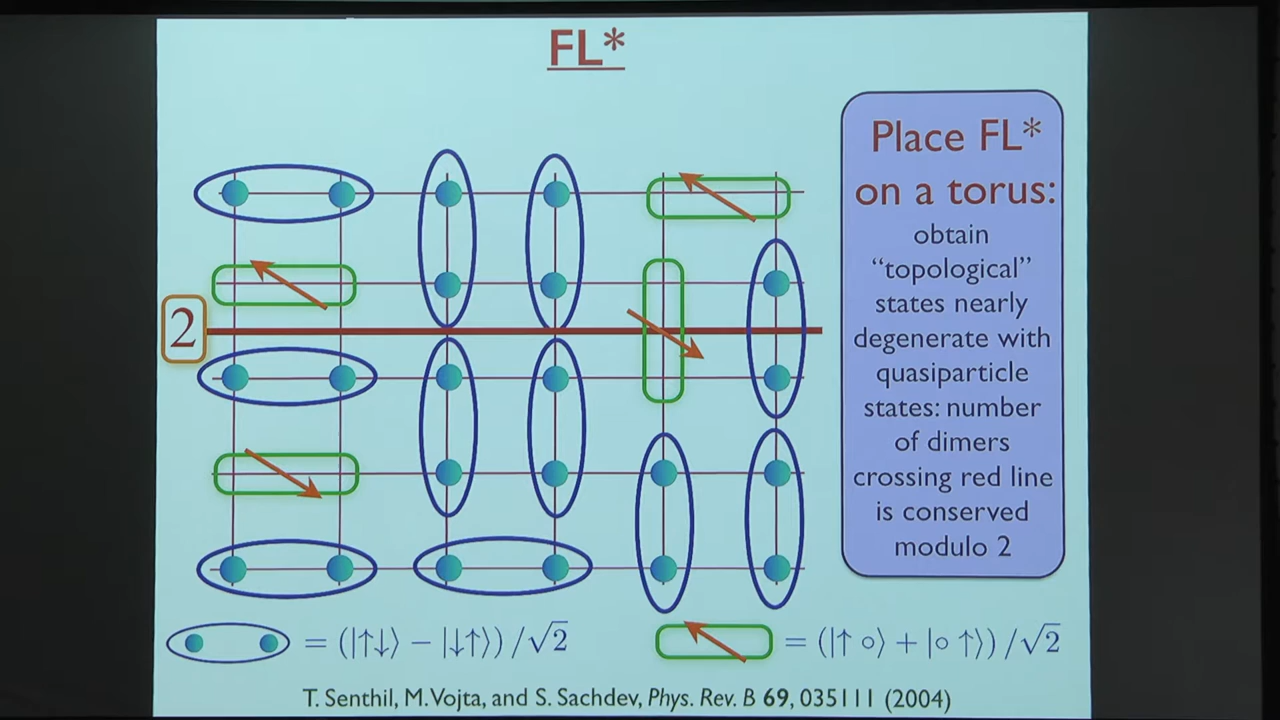 FL*
Place FL*
on a torus:
obtain
“topological”
states nearly
degenerate with
quasiparticle
states: number
of dimers
crossing red line
is conserved
modulo 2
2
= (|↑↓⟩ − |↓↑⟩) /√2
= (|↑ ∘⟩ + |∘ ↑⟩) /√2
T. Senthil, M. Vojta, and S. Sachdev, Phys. Rev. B 69, 035111 (2004)